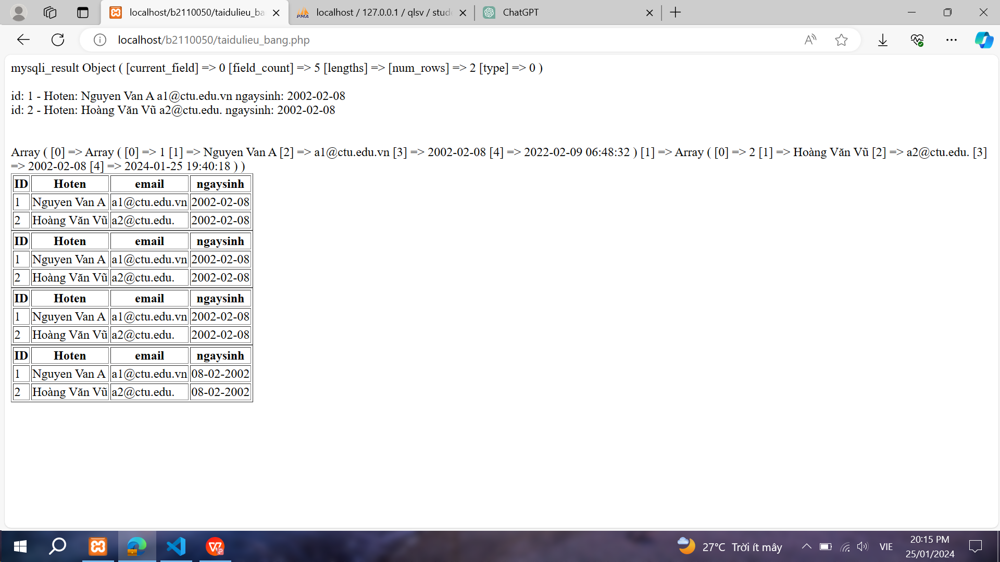 localhost/b2110050/taidulieu_ba
localhost / 127.0.0.1 / qlsv / stude
ChatGPT
localhost/b2110050/taidulieu_bang.php
mysqli_result Object ( [current_field] => 0 [field_count] => 5 [lengths] => [num_rows] => 2 [type] => 0 )
id: 1 - Hoten: Nguyen Van A a1@ctu.edu.vn ngaysinh: 2002-02-08
id: 2 - Hoten: Hoàng Văn Vũ a2@ctu.edu. ngaysinh: 2002-02-08
Array ( [0] => Array ( [0] => 1 [1] => Nguyen Van A [2] => a1@ctu.edu.vn [3] => 2002-02-08 [4] => 2022-02-09 06:48:32 ) [1] => Array ( [0] => 2 [1] => Hoàng Văn Vũ [2] => a2@ctu.edu. [3]
=> 2002-02-08 [4] => 2024-01-25 19:40:18 ) )
ID Hoten email ngaysinh
1 Nguyen Van A a1@ctu.edu.vn 2002-02-08
2 Hoàng Văn Vũ a2@ctu.edu. 2002-02-08
ID Hoten email ngaysinh
1 Nguyen Van A a1@ctu.edu.vn 2002-02-08
2 Hoàng Văn Vũ a2@ctu.edu. 2002-02-08
ID Hoten email ngaysinh
1 Nguyen Van A a1@ctu.edu.vn 2002-02-08
2 Hoàng Văn Vũ a2@ctu.edu. 2002-02-08
ID Hoten email ngaysinh
1 Nguyen Van A a1@ctu.edu.vn 08-02-2002
2 Hoàng Văn Vũ a2@ctu.edu. 08-02-2002
27°C Trời ít mây
VIE
20:15 PM
25/01/2024